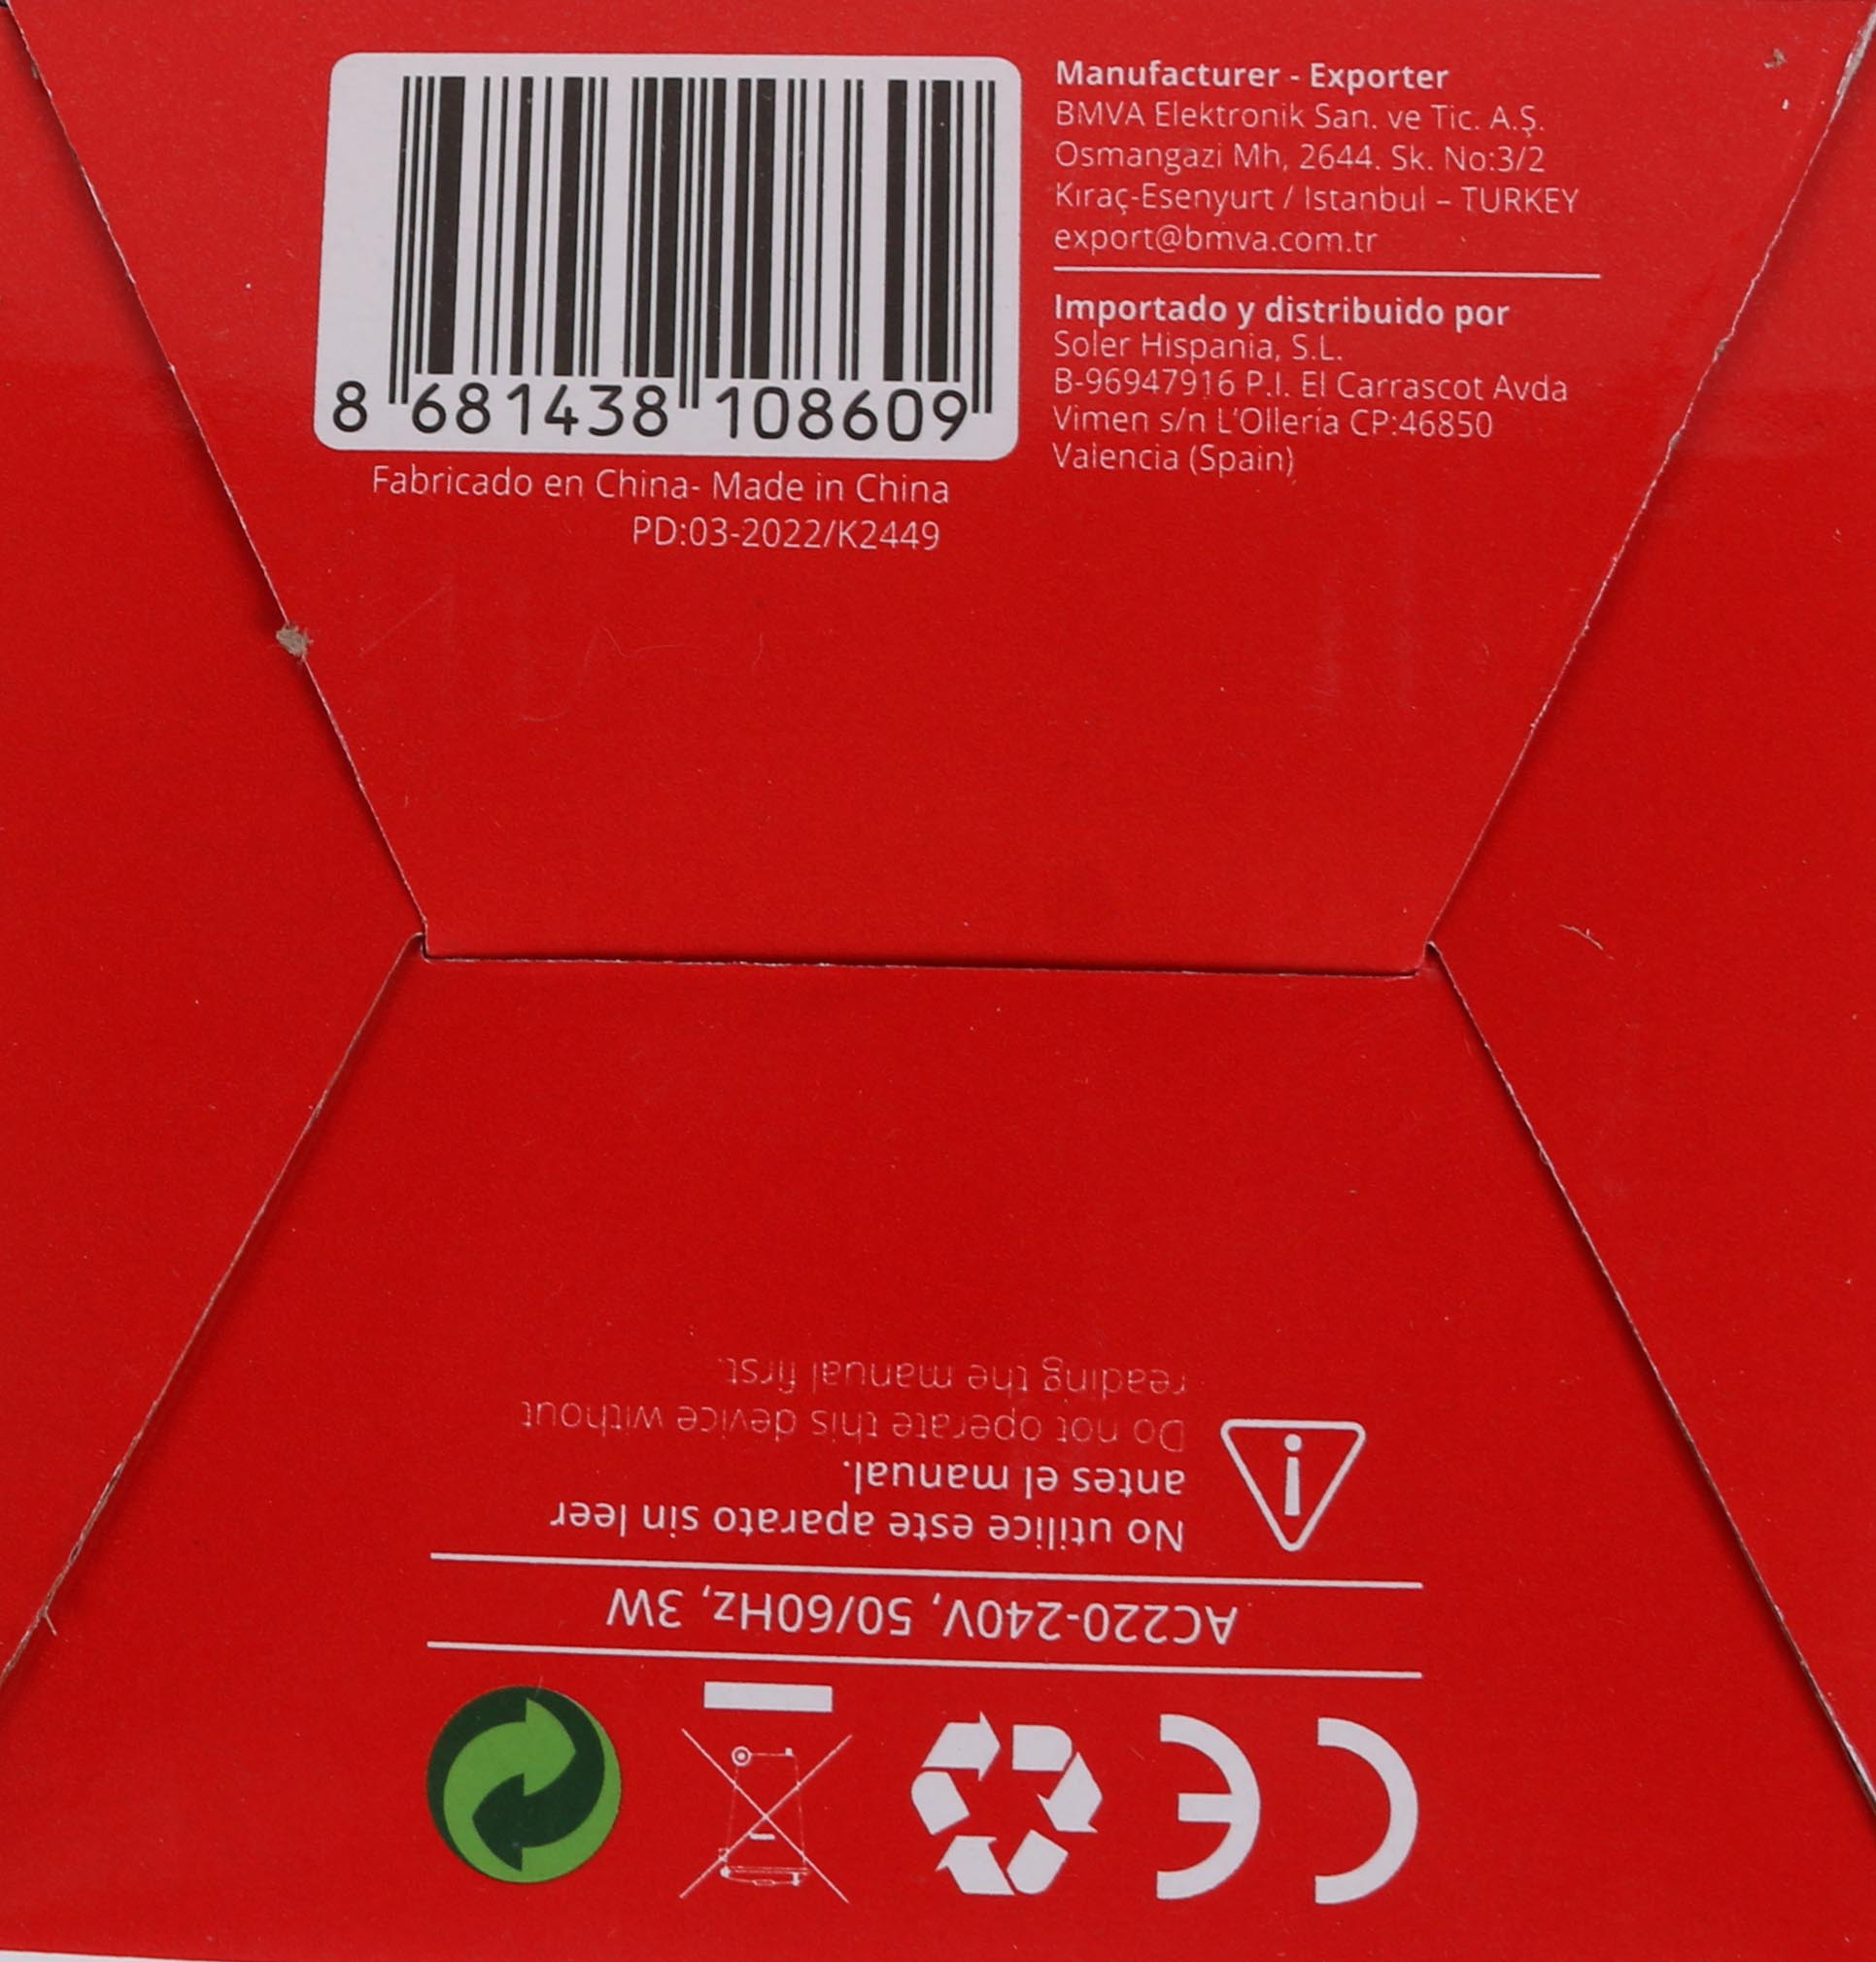 8 681438 108609
Fabricado en China- Made in China
PD:03-2022/K2449
Manufacturer - Exporter
BMVA Elektronik San. ve Tic. A.Ş.
Osmangazi Mh, 2644. Sk. No:3/2
Kıraç-Esenyurt / Istanbul – TURKEY
export@bmva.com.tr
Importado y distribuido por
Soler Hispania, S.L.
B-96947916 P.I. El Carrascot Avda
Vimen s/n L'Ollería CP:46850
Valencia (Spain)
CE
AC220-240V, 50/60Hz, 3W
No utilice este aparato sin leer
antes el manual.
Do not operate this device without
reading the manual first.